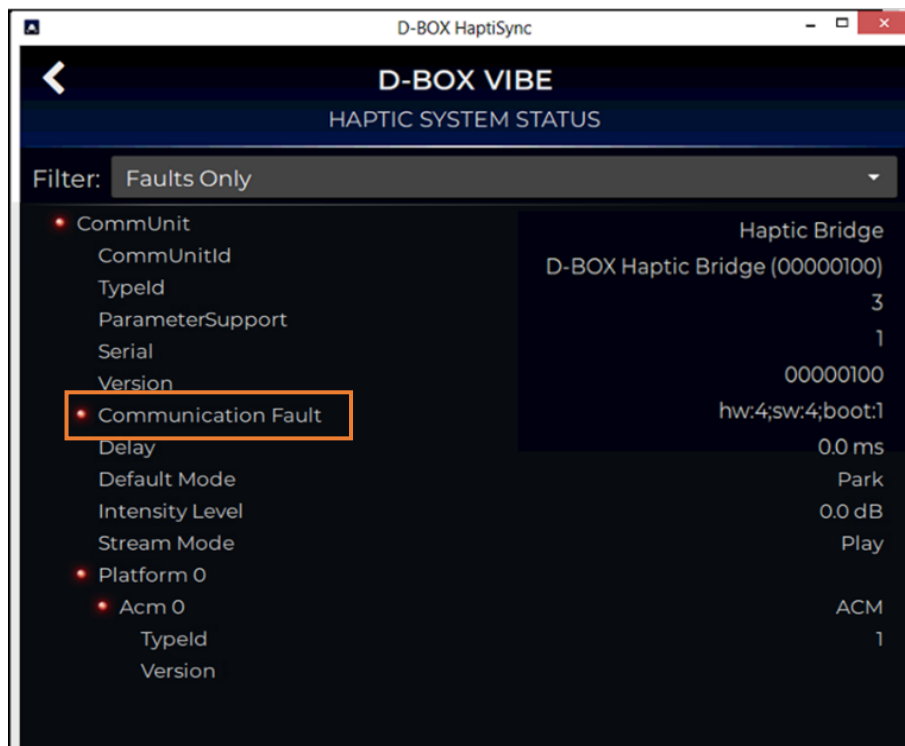 D-BOX HaptiSync
D-BOX VIBE
HAPTIC SYSTEM STATUS
Filter: Faults Only
CommUnit Haptic Bridge
CommUnitId D-BOX Haptic Bridge (00000100)
TypeId 3
ParameterSupport 1
Serial 00000100
Version hw:4;sw:4;boot:1
Communication Fault
Delay 0.0 ms
Default Mode Park
Intensity Level 0.0 dB
Stream Mode Play
Platform 0
Acm 0 ACM
TypeId 1
Version